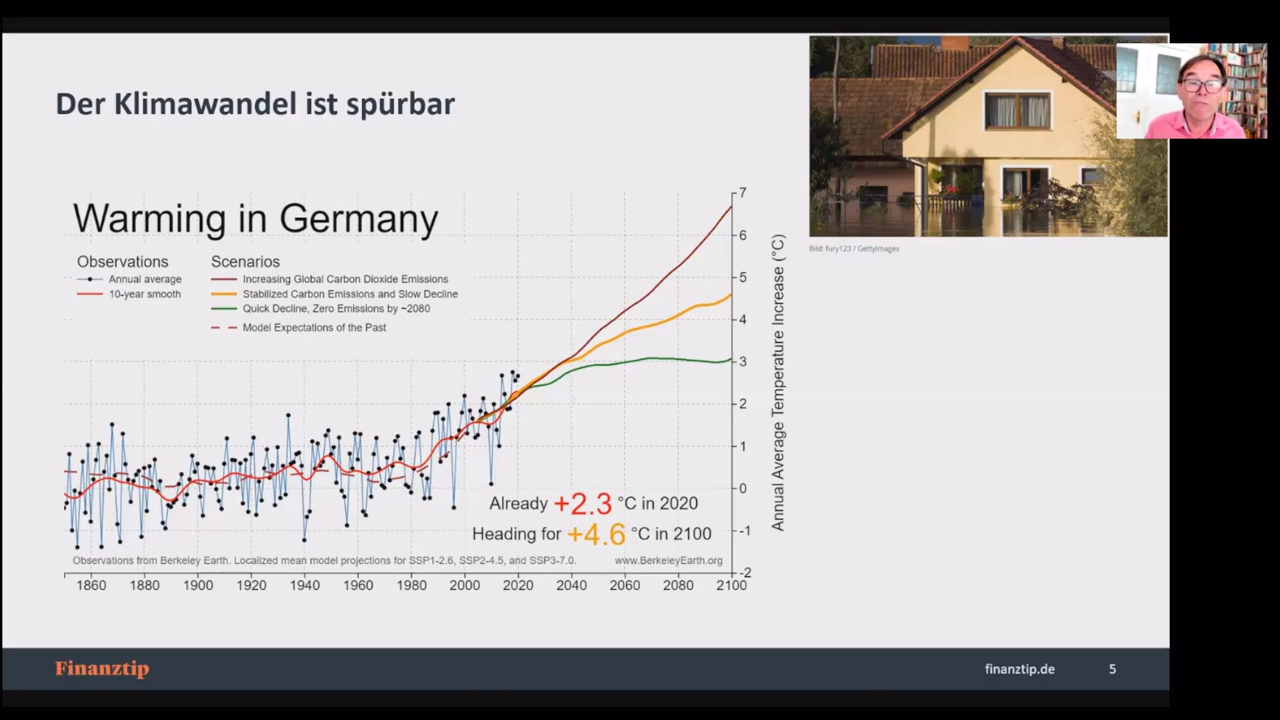 Der Klimawandel ist spürbar
Bild: fury123 / GettyImages
Warming in Germany
Observations
Annual average
10-year smooth
Scenarios
Increasing Global Carbon Dioxide Emissions
Stabilized Carbon Emissions and Slow Decline
Quick Decline, Zero Emissions by ~2080
Model Expectations of the Past
7
6
5
4
3
2
1
0
-1
-2
Annual Average Temperature Increase (°C)
Already +2.3 °C in 2020
Heading for +4.6 °C in 2100
Observations from Berkeley Earth. Localized mean model projections for SSP1-2.6, SSP2-4.5, and SSP3-7.0.
www.BerkeleyEarth.org
1860 1880 1900 1920 1940 1960 1980 2000 2020 2040 2060 2080 2100
Finanztip
finanztip.de 5